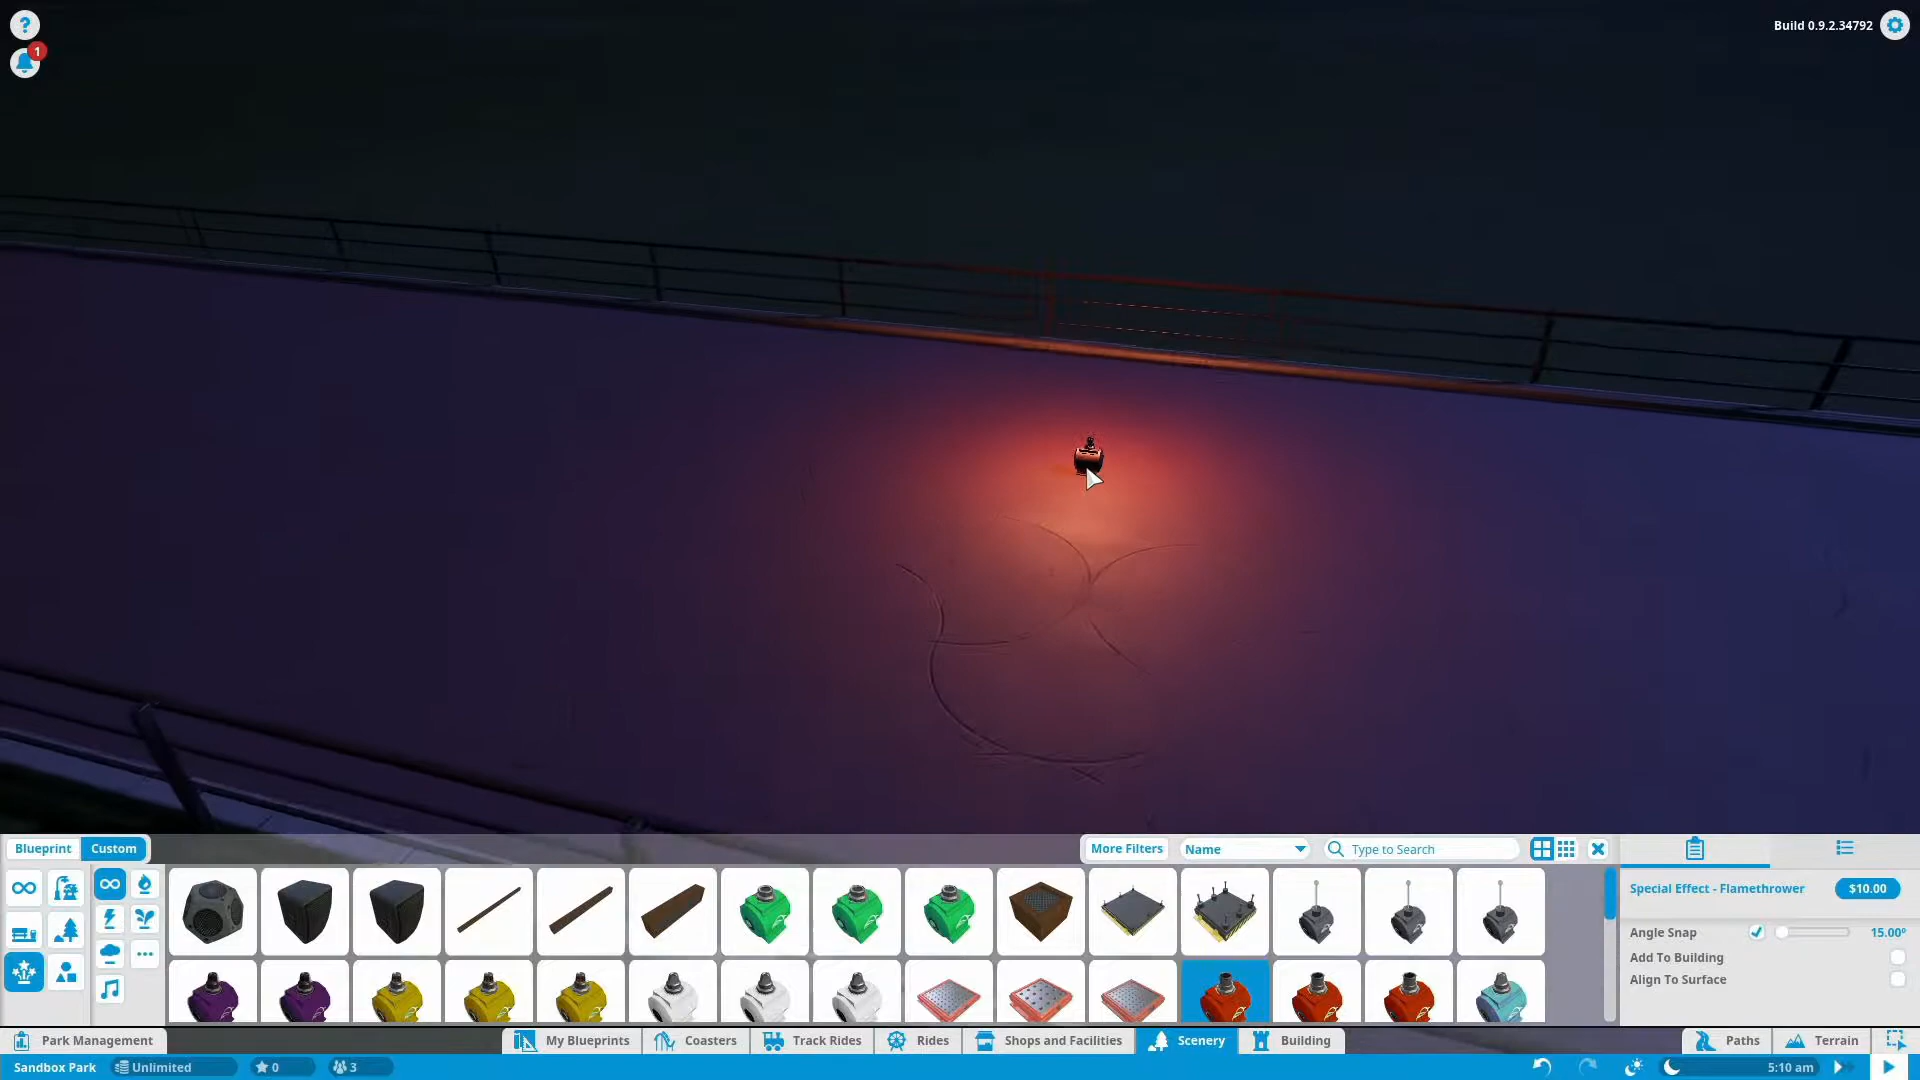 ?
1
Build 0.9.2.34792
Blueprint
Custom
More Filters
Name
Type to Search
Special Effect - Flamethrower
$10.00
Angle Snap
15.00°
Add To Building
Align To Surface
Park Management
My Blueprints
Coasters
Track Rides
Rides
Shops and Facilities
Scenery
Building
Paths
Terrain
Sandbox Park
Unlimited
0
3
5:10 am